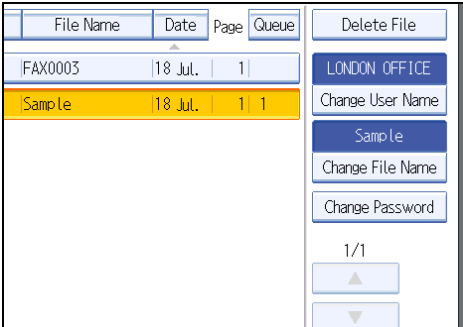 File Name Date Page Queue
FAX0003 18 Jul. 1
Sample 18 Jul. 1 1
Delete File
LONDON OFFICE
Change User Name
Sample
Change File Name
Change Password
1/1